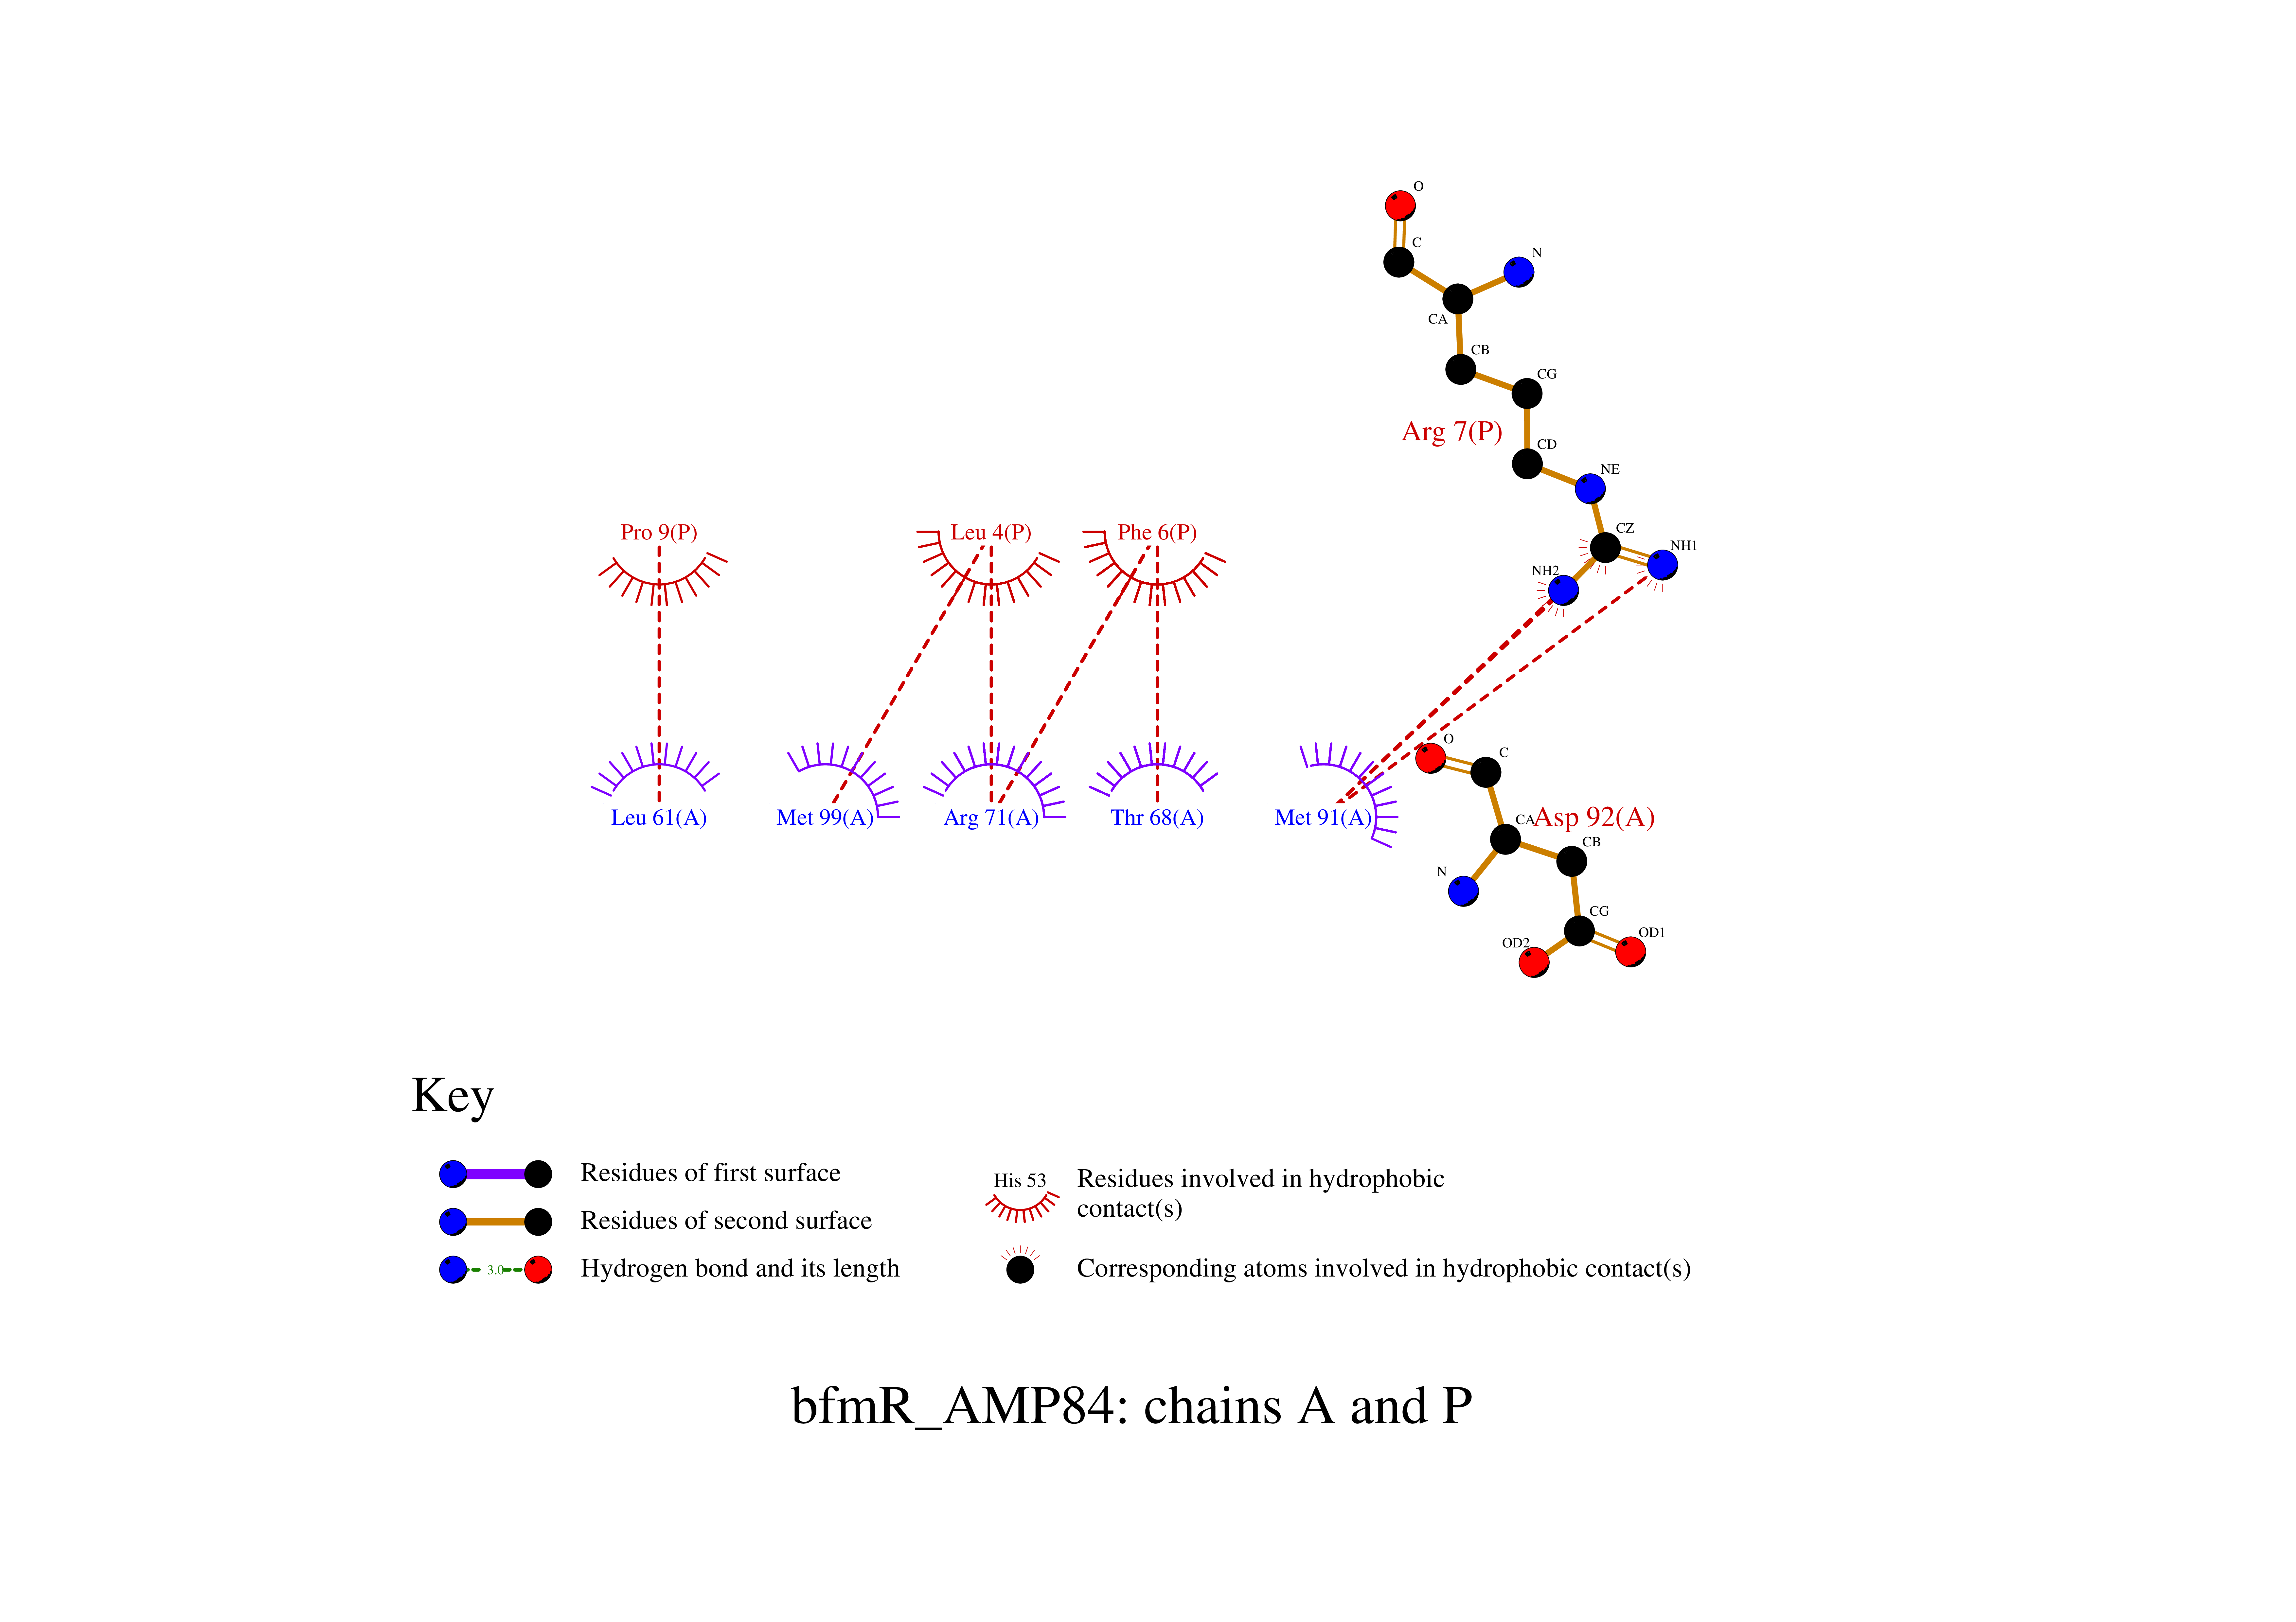 O
C
N
CA
CB
CG
Arg 7(P)
CD
NE
CZ
NH1
NH2
Pro 9(P)
Leu 4(P)
Phe 6(P)
O
C
Leu 61(A)
Met 99(A)
Arg 71(A)
Thr 68(A)
Met 91(A)
CA
Asp 92(A)
CB
N
CG
OD2
OD1
Key
Residues of first surface
Residues of second surface
3.0
Hydrogen bond and its length
His 53
Residues involved in hydrophobic
contact(s)
Corresponding atoms involved in hydrophobic contact(s)
bfmR_AMP84: chains A and P